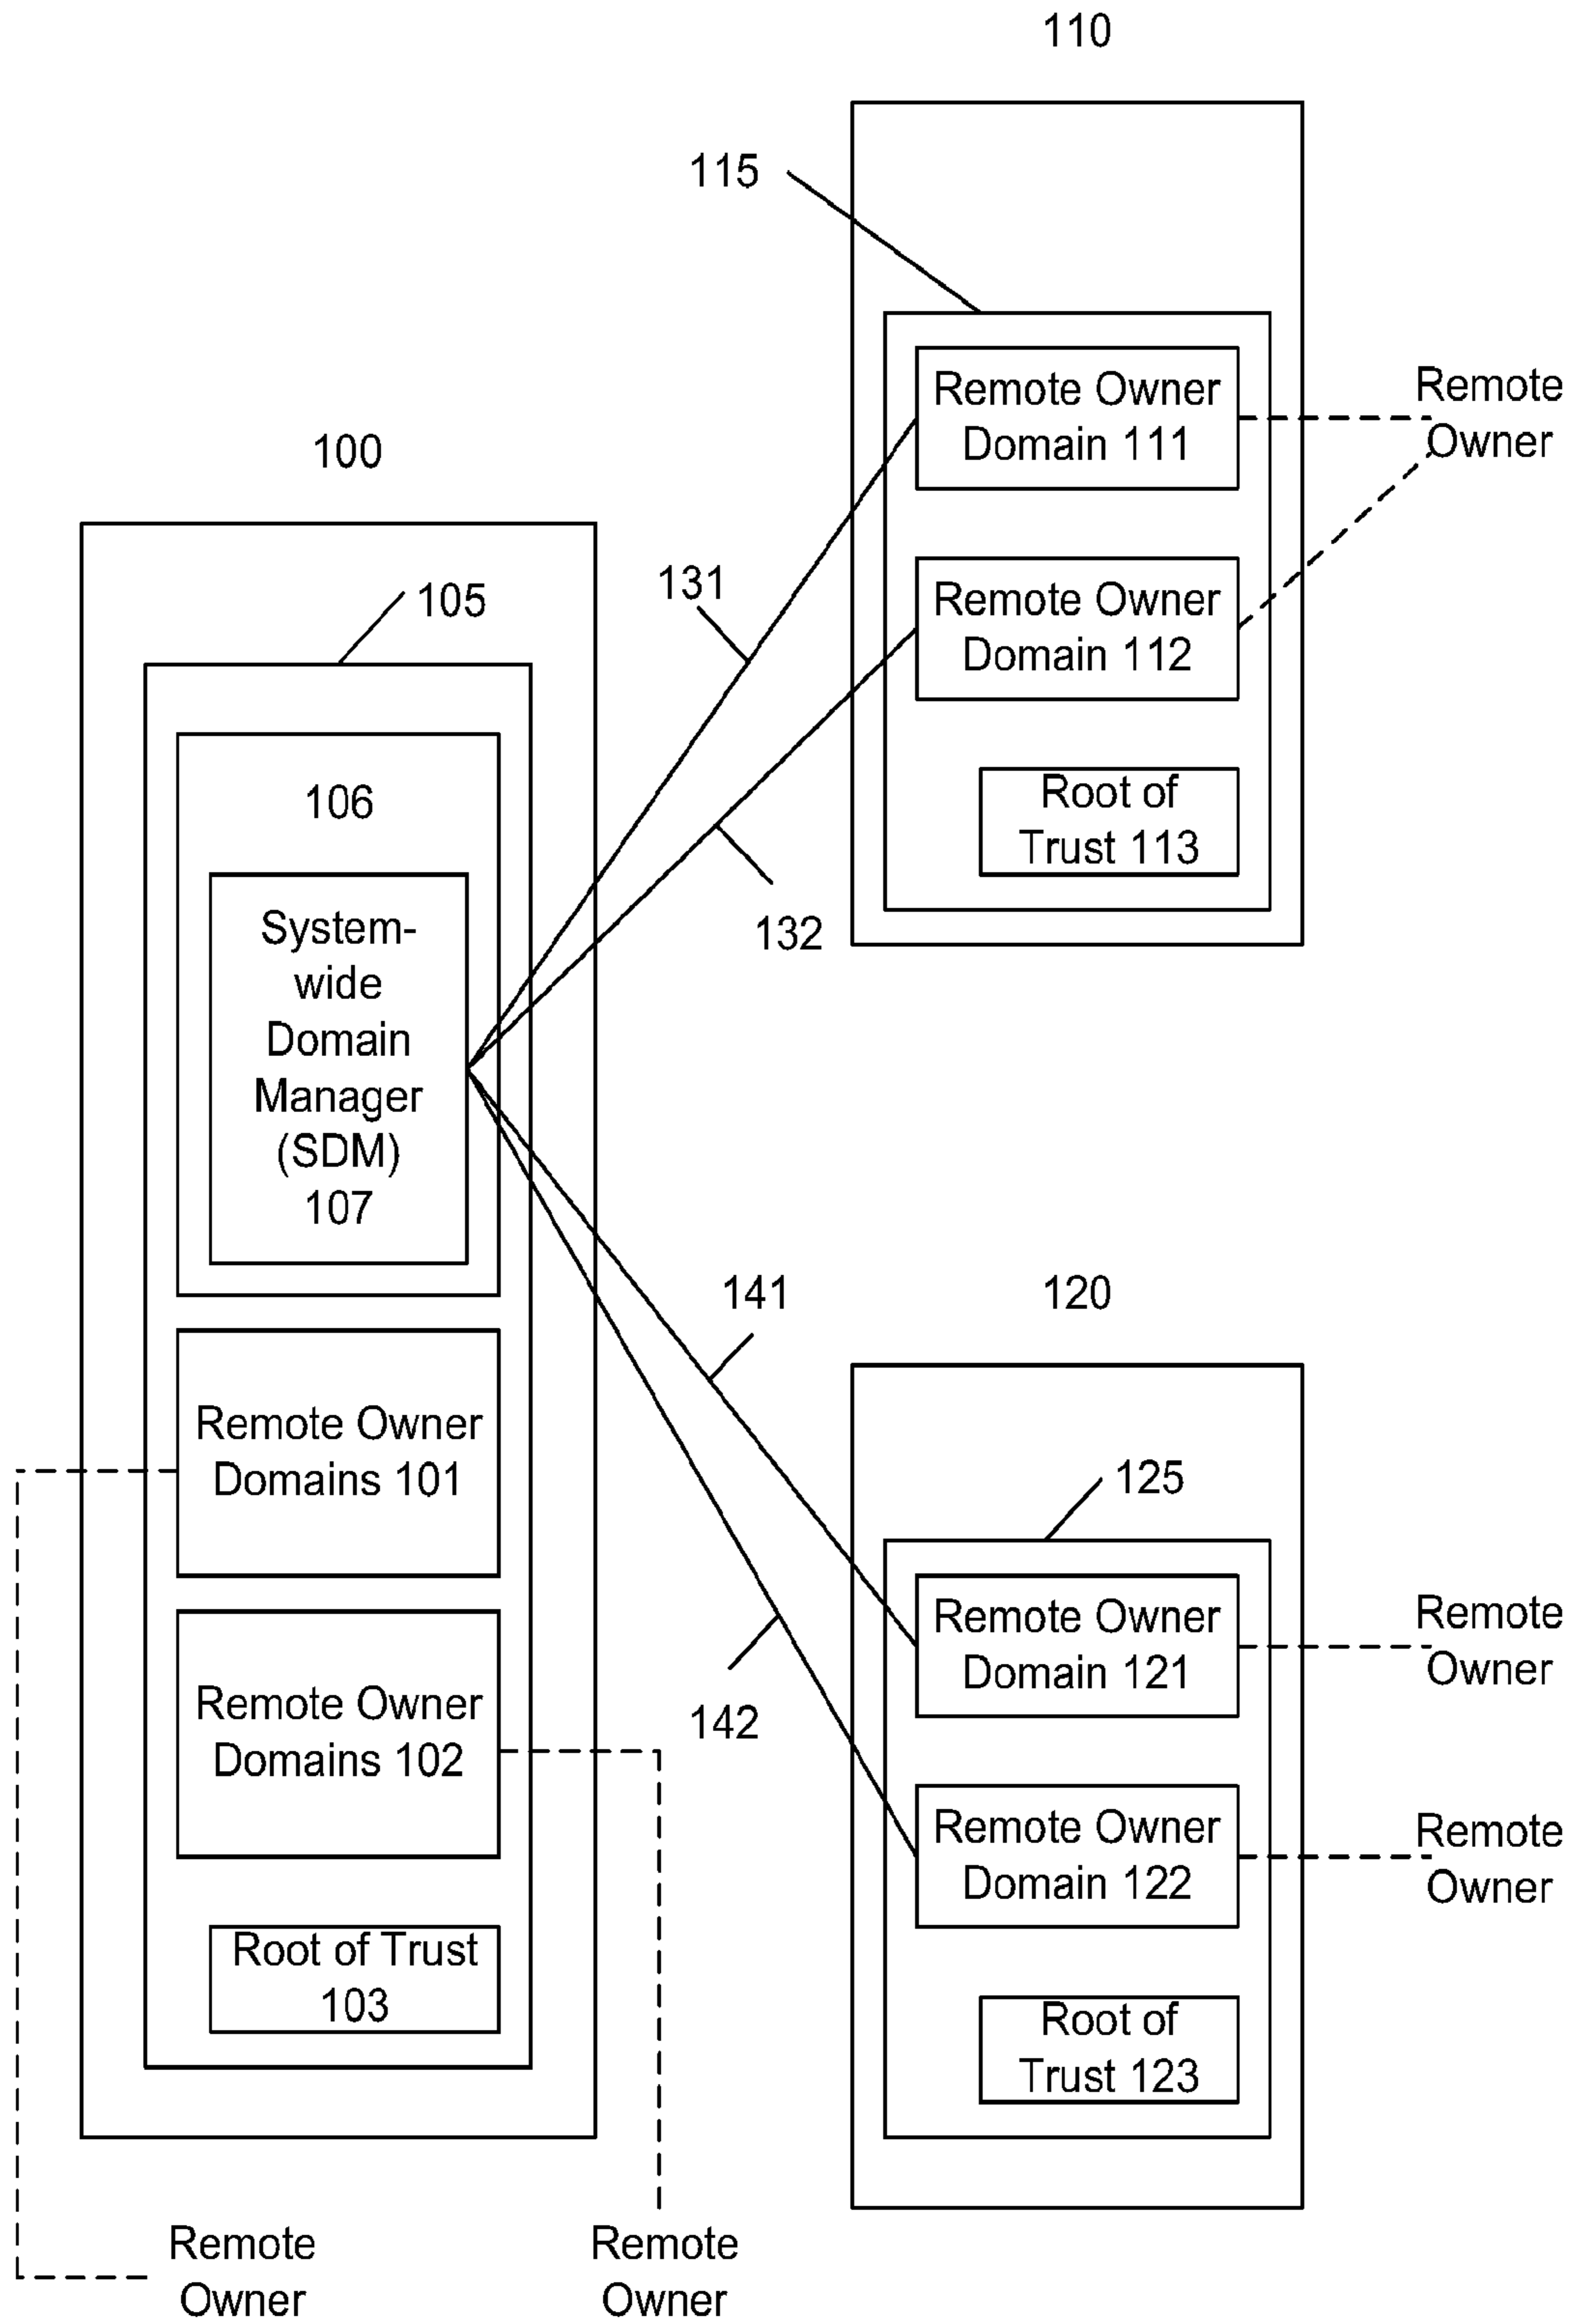 110
115
Remote Owner
Domain 111
Remote
Owner
100
131
105
Remote Owner
Domain 112
106
Root of
Trust 113
132
System-
wide
Domain
Manager
(SDM)
107
141
120
Remote Owner
Domains 101
125
Remote Owner
Domain 121
Remote
Owner
Remote Owner
Domains 102
142
Remote Owner
Domain 122
Remote
Owner
Root of Trust
103
Root of
Trust 123
Remote
Owner
Remote
Owner